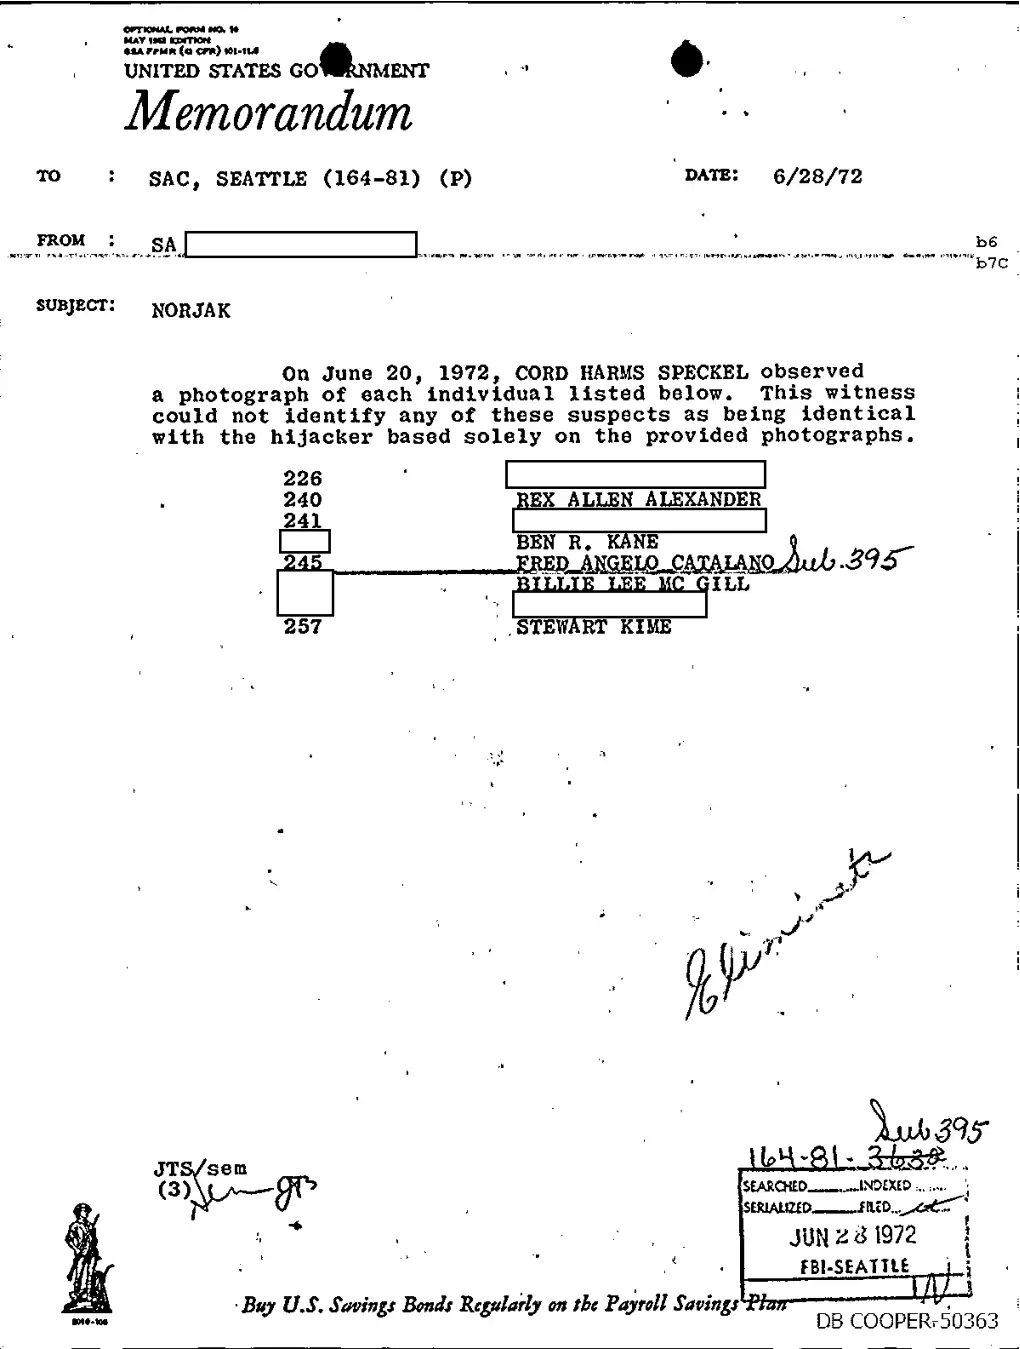 OPTIONAL FORM NO. 10
MAY 1962 EDITION
GSA FPMR (41 CFR) 101-11.6
UNITED STATES GOVERNMENT
Memorandum
TO : SAC, SEATTLE (164-81) (P) DATE: 6/28/72
FROM : SA b6
b7C
SUBJECT: NORJAK
On June 20, 1972, CORD HARMS SPECKEL observed
a photograph of each individual listed below. This witness
could not identify any of these suspects as being identical
with the hijacker based solely on the provided photographs.
226
240 REX ALLEN ALEXANDER
241
BEN R. KANE
245 FRED ANGELO CATALANO Sub.395
BILLIE LEE MC GILL
257 STEWART KIME
Eliminate
Sub 395
164-81-3638
JTS/sem
(3)
SEARCHED INDEXED
SERIALIZED FILED
JUN 28 1972
FBI-SEATTLE
Buy U.S. Savings Bonds Regularly on the Payroll Savings Plan
5010-108
DB COOPER-50363